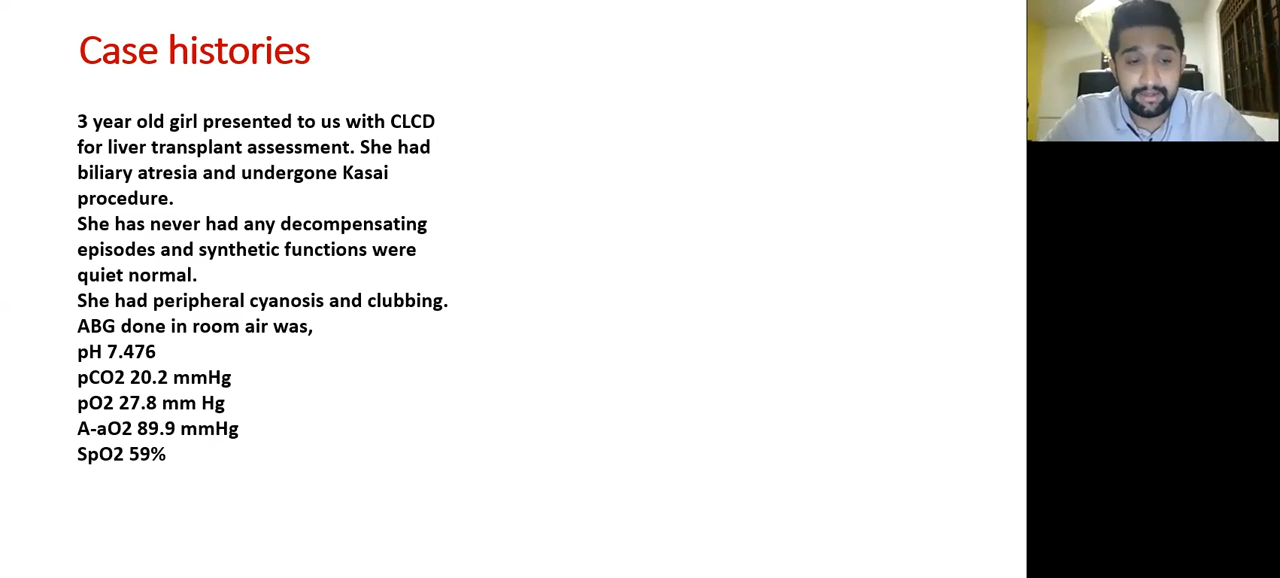 Case histories
3 year old girl presented to us with CLCD
for liver transplant assessment. She had
biliary atresia and undergone Kasai
procedure.
She has never had any decompensating
episodes and synthetic functions were
quiet normal.
She had peripheral cyanosis and clubbing.
ABG done in room air was,
pH 7.476
pCO2 20.2 mmHg
pO2 27.8 mm Hg
A-aO2 89.9 mmHg
SpO2 59%